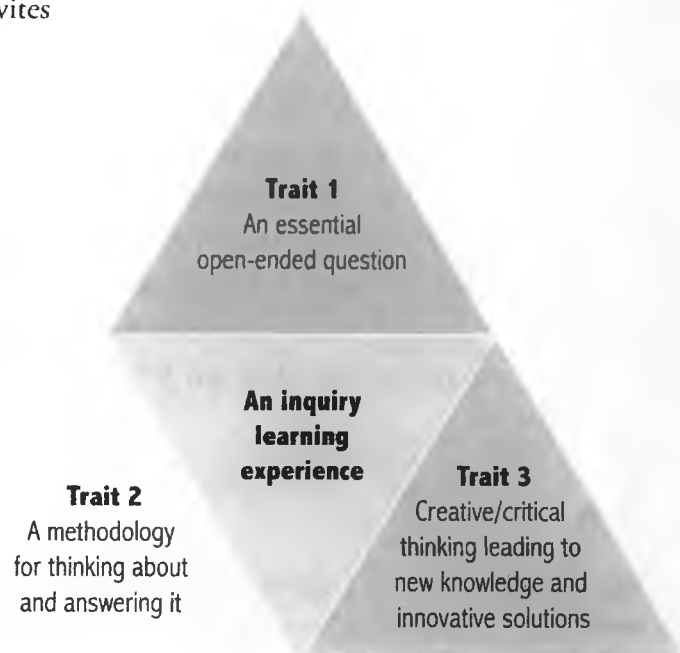 vites
Trait 1
An essential
open-ended question
An inquiry
learning
experience
Trait 2
A methodology
for thinking about
and answering it
Trait 3
Creative/critical
thinking leading to
new knowledge and
innovative solutions